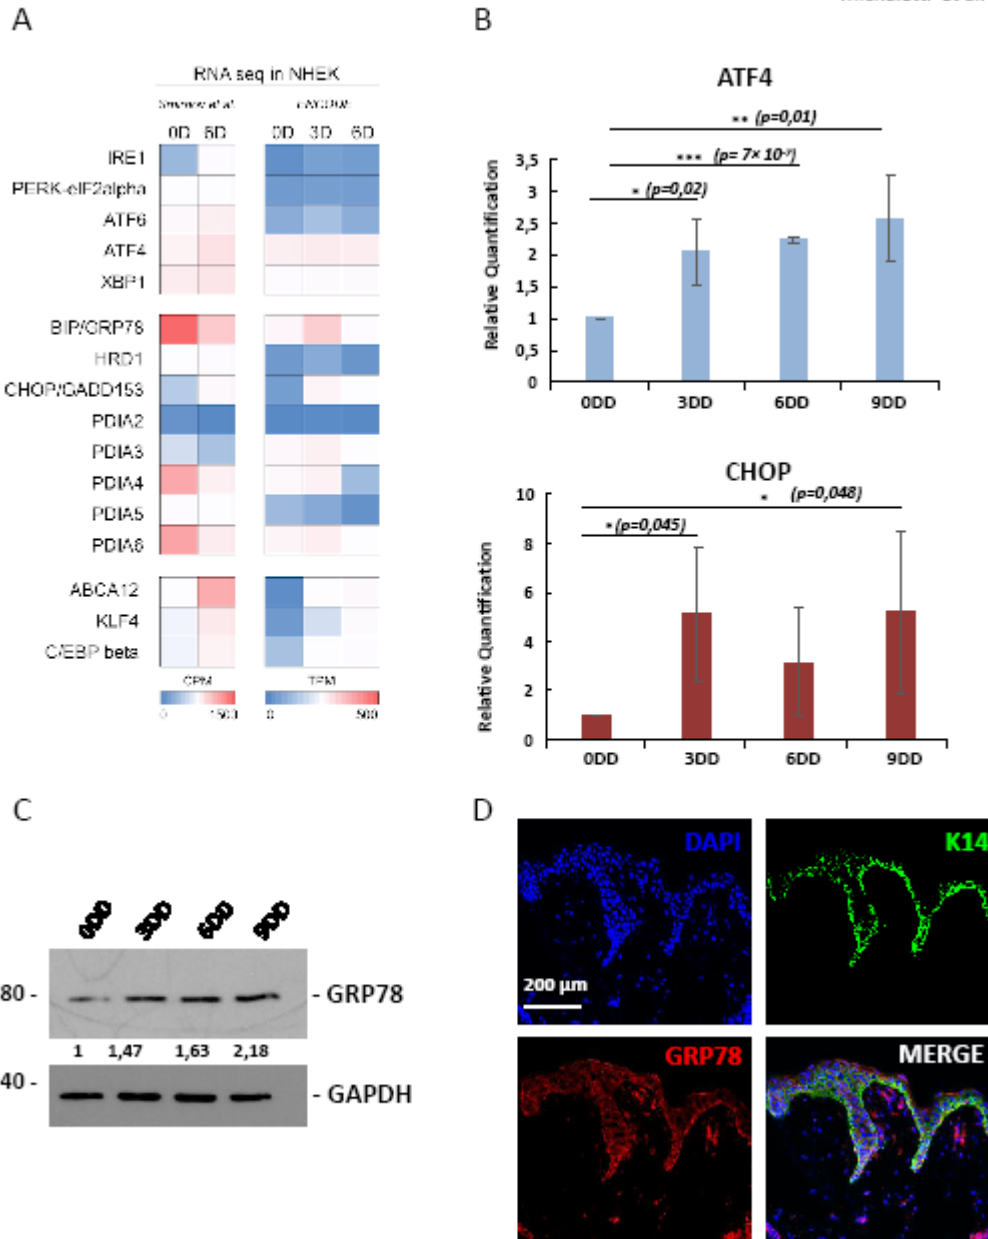 A
RNA seq in NHEK
et al. ENCODE
0D 6D 0D 3D 6D
IRE1
PERK-eIF2alpha
ATF6
ATF4
XBP1
BIP/GRP78
HRD1
CHOP/GADD153
PDIA2
PDIA3
PDIA4
PDIA5
PDIA6
ABCA12
KLF4
C/EBP beta
CPM TPM
0 1500 0 500
B
ATF4
** (p=0,01)
*** (p= 7× 10⁻⁷)
* (p=0,02)
Relative Quantification
3,5
3
2,5
2
1,5
1
0,5
0
0DD 3DD 6DD 9DD
CHOP
* (p=0,048)
* (p=0,045)
Relative Quantification
10
8
6
4
2
0
0DD 3DD 6DD 9DD
C
0DD 3DD 6DD 9DD
80 - - GRP78
1 1,47 1,63 2,18
40 - - GAPDH
D
DAPI
200 µm
K14
GRP78
MERGE